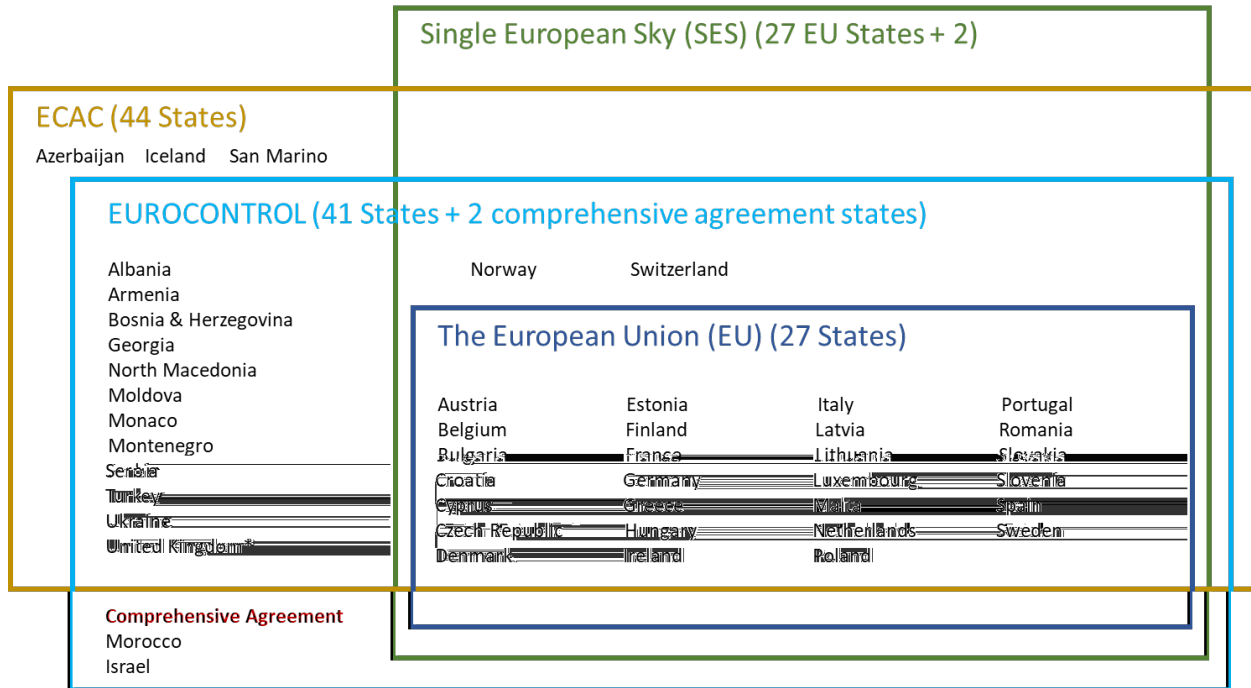 Single European Sky (SES) (27 EU States + 2)
ECAC (44 States)
Azerbaijan Iceland San Marino
EUROCONTROL (41 States + 2 comprehensive agreement states)
Albania Norway Switzerland
Armenia
Bosnia & Herzegovina
Georgia
North Macedonia
Moldova
Monaco
Montenegro
Serbia
Turkey
Ukraine
United Kingdom*
The European Union (EU) (27 States)
Austria Estonia Italy Portugal
Belgium Finland Latvia Romania
Bulgaria France Lithuania Slovakia
Croatia Germany Luxembourg Slovenia
Cyprus Greece Malta Spain
Czech Republic Hungary Netherlands Sweden
Denmark Ireland Poland
Comprehensive Agreement
Morocco
Israel